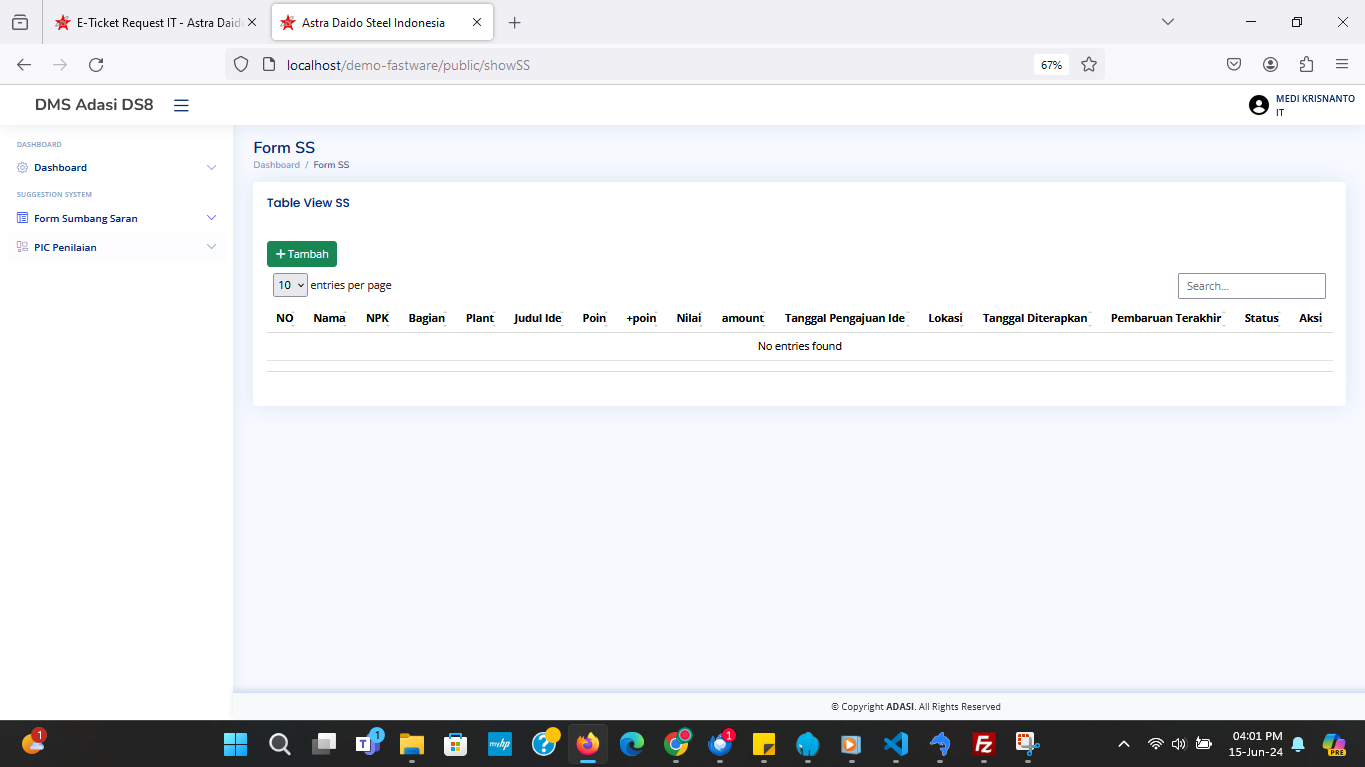 E-Ticket Request IT - Astra Daido
Astra Daido Steel Indonesia
localhost/demo-fastware/public/showSS
67%
DMS Adasi DS8
MEDI KRISNANTO
IT
DASHBOARD
Dashboard
SUGGESTION SYSTEM
Form Sumbang Saran
PIC Penilaian
Form SS
Dashboard / Form SS
Table View SS
+ Tambah
10 entries per page
Search...
NO Nama NPK Bagian Plant Judul Ide Poin +poin Nilai amount Tanggal Pengajuan Ide Lokasi Tanggal Diterapkan Pembaruan Terakhir Status Aksi
No entries found
© Copyright ADASI. All Rights Reserved
1
1
myhp
1
04:01 PM
15-Jun-24
PRE